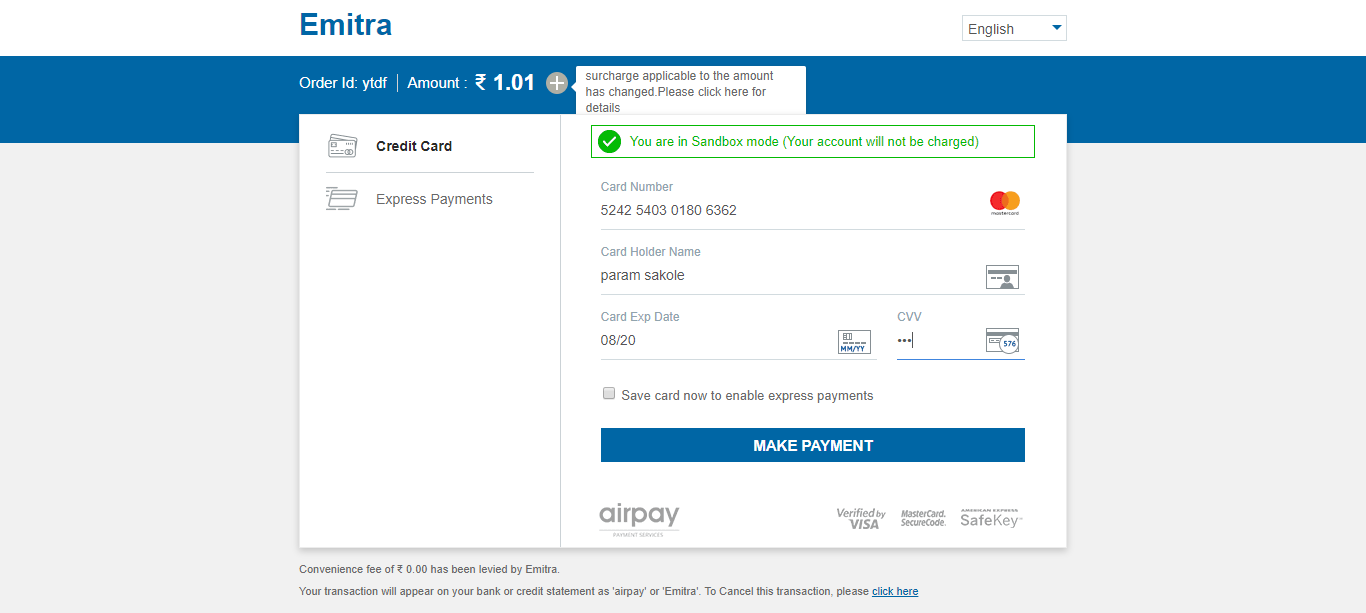 Emitra
English
Order Id: ytdf
Amount : ₹ 1.01
surcharge applicable to the amount
has changed.Please click here for
details
Credit Card
Express Payments
You are in Sandbox mode (Your account will not be charged)
Card Number
5242 5403 0180 6362
mastercard
Card Holder Name
param sakole
Card Exp Date
08/20
MM/YY
CVV
•••
576
Save card now to enable express payments
MAKE PAYMENT
airpay
PAYMENT SERVICES
Verified by
VISA
MasterCard.
SecureCode.
AMERICAN EXPRESS
SafeKey
Convenience fee of ₹ 0.00 has been levied by Emitra.
Your transaction will appear on your bank or credit statement as 'airpay' or 'Emitra'. To Cancel this transaction, please click here